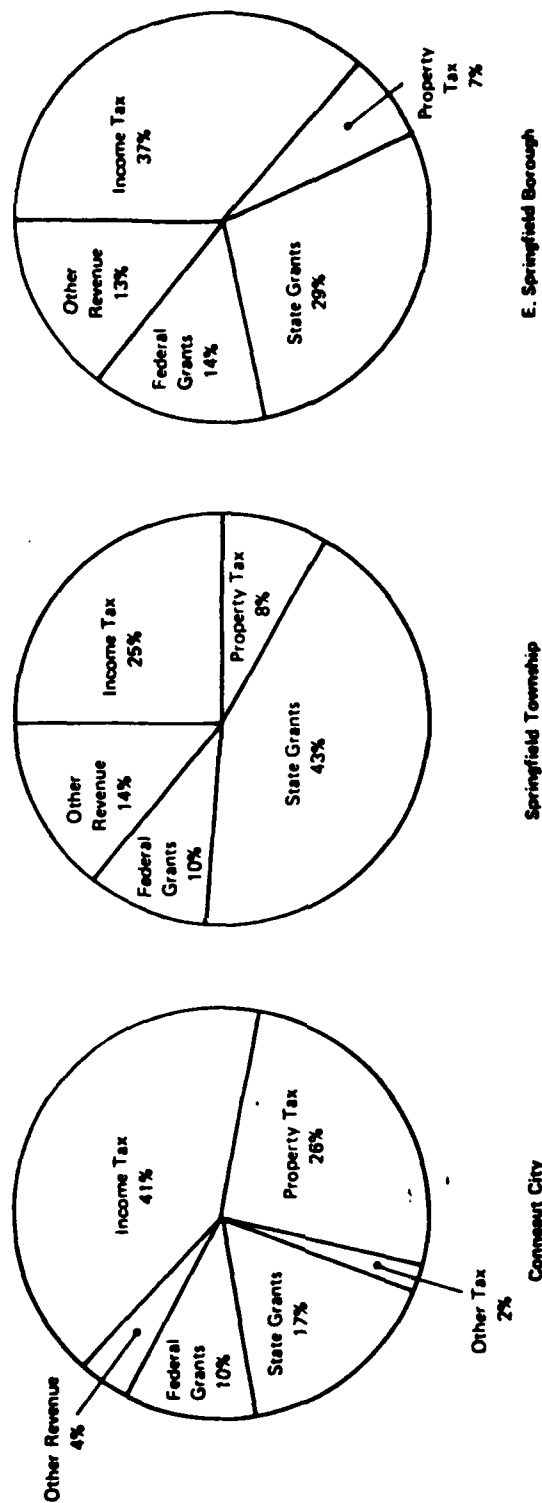 Income Tax
41%
Property Tax
26%
Other Tax
2%
State Grants
17%
Federal
Grants
10%
Other Revenue
4%
Conneaut City
Income Tax
25%
Property Tax
8%
State Grants
43%
Federal
Grants
10%
Other
Revenue
14%
Springfield Township
Income Tax
37%
Property
Tax
7%
State Grants
29%
Federal
Grants
14%
Other
Revenue
13%
E. Springfield Borough